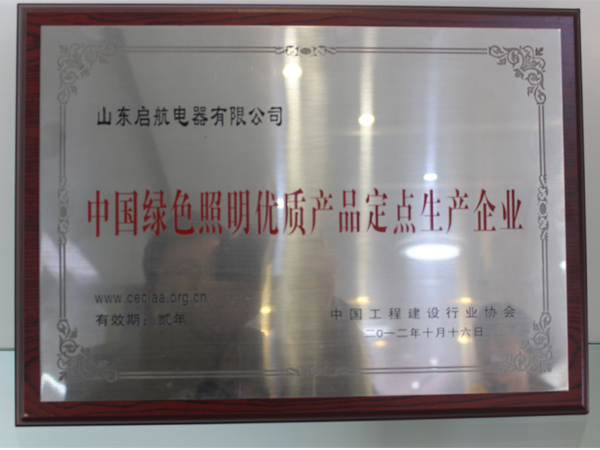 山东启航电器有限公司
中国绿色照明优质产品定点生产企业
www.ceciaa.org.cn
有效期：贰年
中国工程建设行业协会
二〇一二年十月十六日